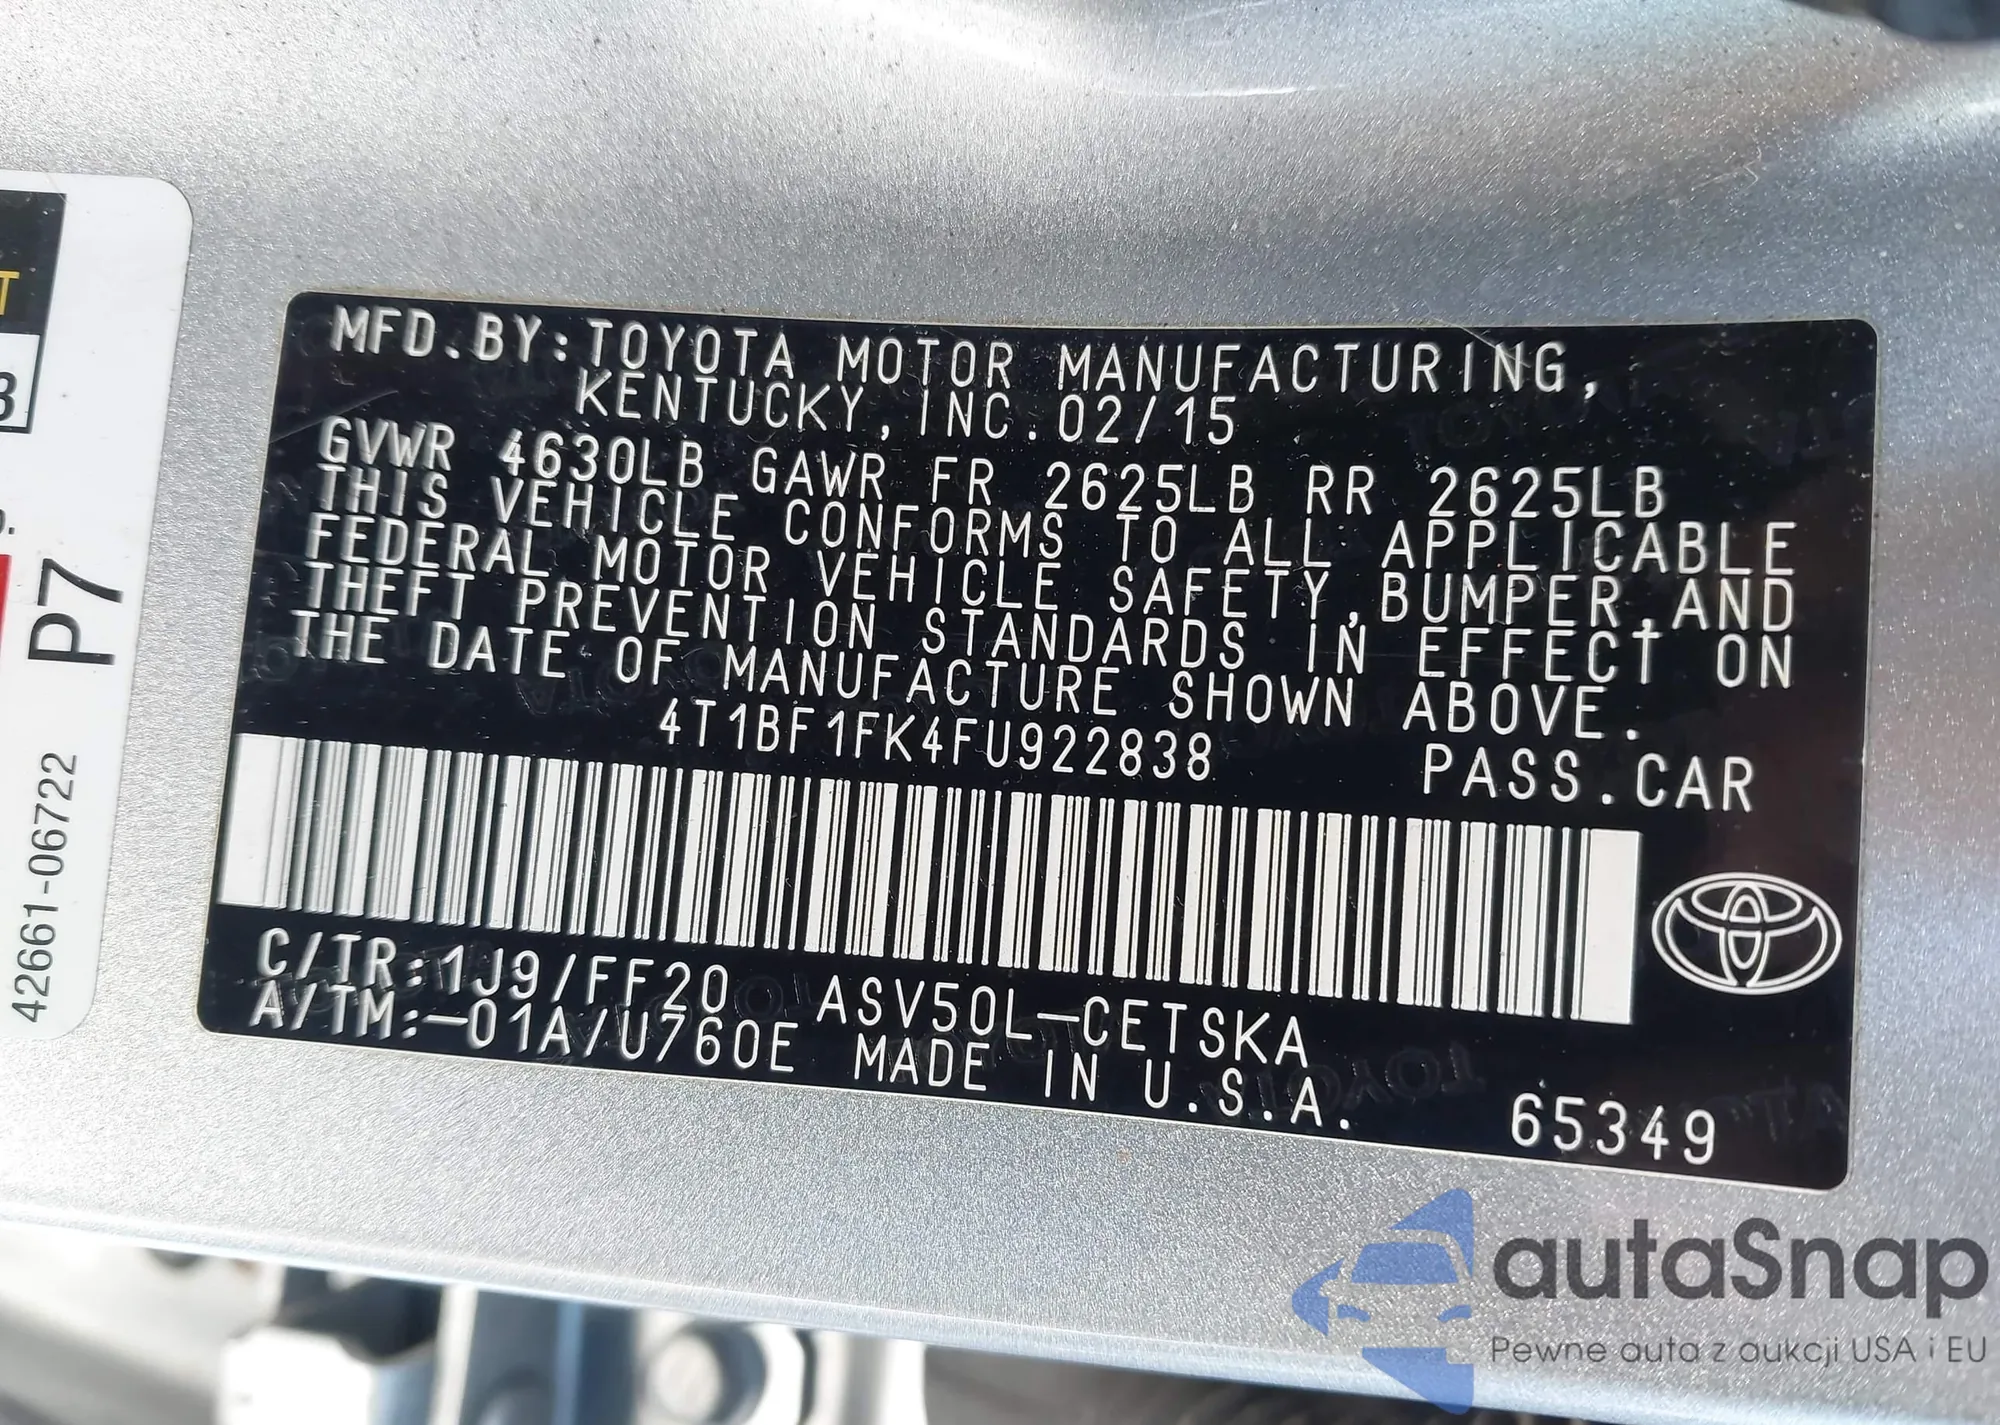 MFD.BY:TOYOTA MOTOR MANUFACTURING,
KENTUCKY, INC.02/15
GVWR 4630LB GAWR FR 2625LB RR 2625LB
THIS VEHICLE CONFORMS TO ALL APPLICABLE
FEDERAL MOTOR VEHICLE SAFETY,BUMPER,AND
THEFT PREVENTION STANDARDS IN EFFECT ON
THE DATE OF MANUFACTURE SHOWN ABOVE.
4T1BF1FK4FU922838 PASS.CAR
C/TR:1J9/FF20 ASV50L-CETSKA
A/TM:-01A/U760E MADE IN U.S.A.
65349
P7
42661-06722
T
3
autaSnap
Pewne auta z aukcji USA i EU